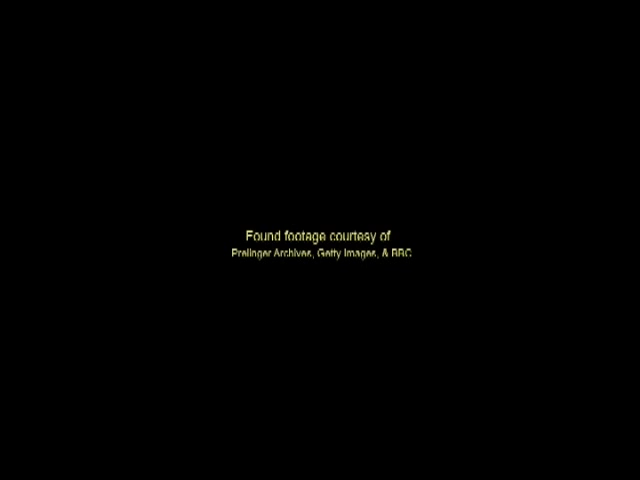 Found footage courtesy of
Prelinger Archives, Getty Images, & BBC